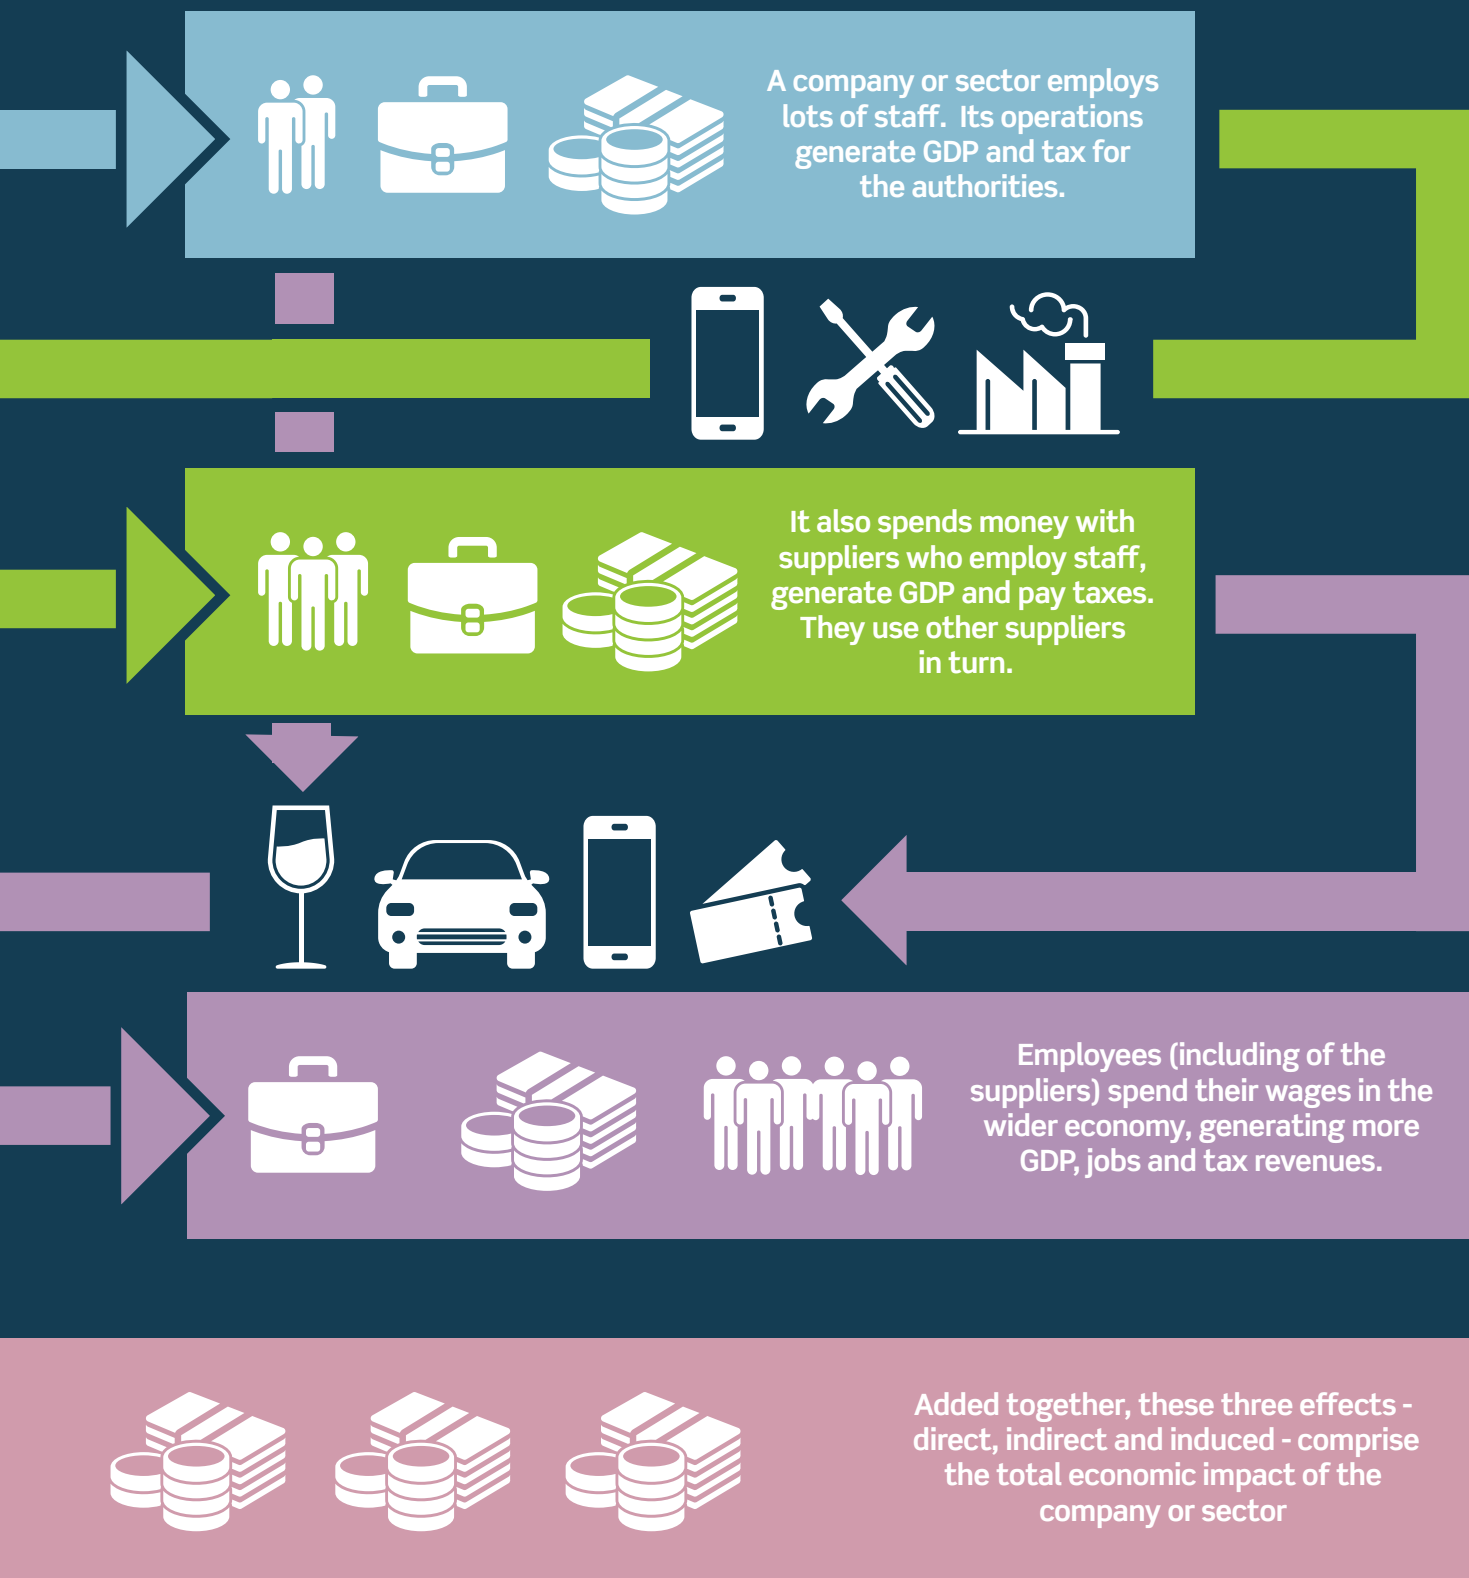 A company or sector employs
lots of staff.  Its operations
generate GDP and tax for
the authorities.
It also spends money with
suppliers who employ staff,
generate GDP and pay taxes.
They use other suppliers
in turn.
Employees (including of the
suppliers) spend their wages in the
wider economy, generating more
GDP, jobs and tax revenues.
Added together, these three effects -
direct, indirect and induced - comprise
the total economic impact of the
company or sector